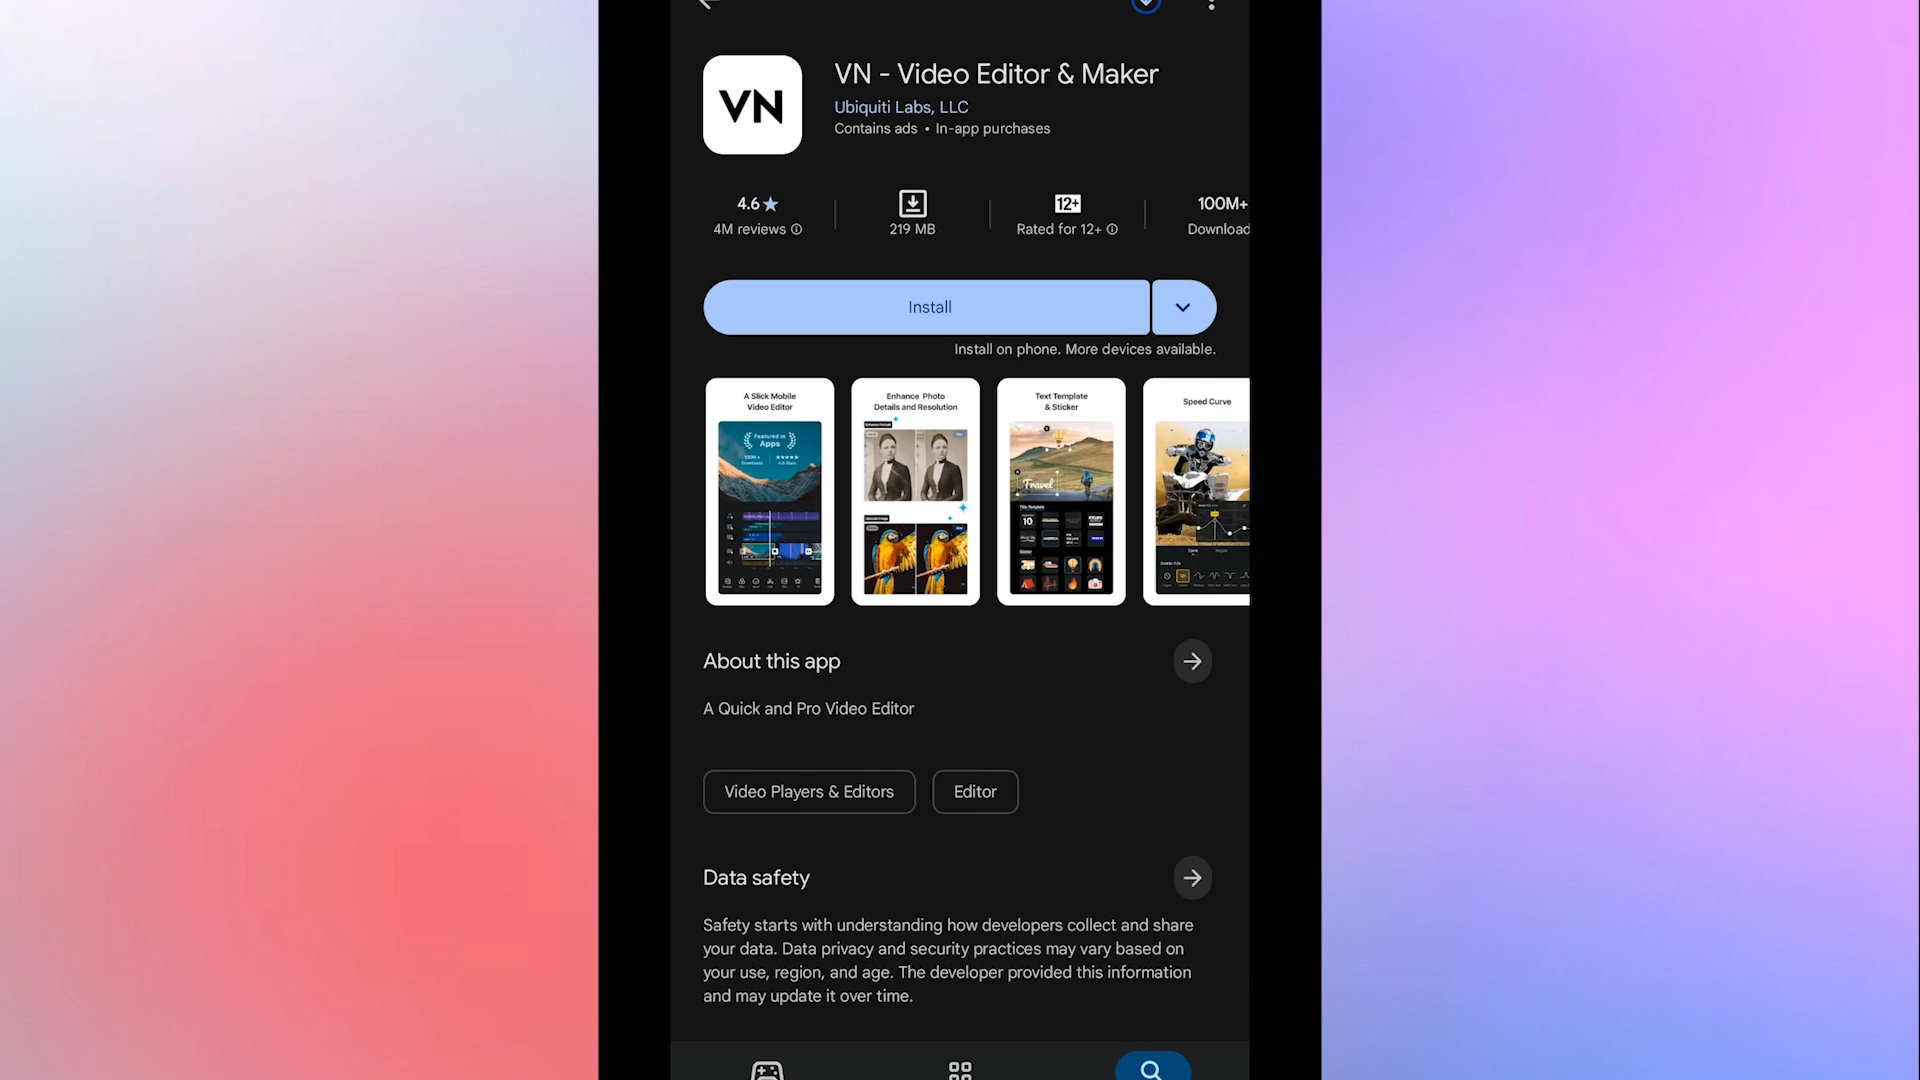 VN
VN - Video Editor & Maker
Ubiquiti Labs, LLC
Contains ads • In-app purchases
4.6★
4M reviews
219 MB
12+
Rated for 12+
100M+
Download
Install
Install on phone. More devices available.
A Slick Mobile
Video Editor
Featured in
Apps
Enhance Photo
Details and Resolution
Text Template
& Sticker
Travel
10
Speed Curve
About this app
A Quick and Pro Video Editor
Video Players & Editors
Editor
Data safety
Safety starts with understanding how developers collect and share
your data. Data privacy and security practices may vary based on
your use, region, and age. The developer provided this information
and may update it over time.